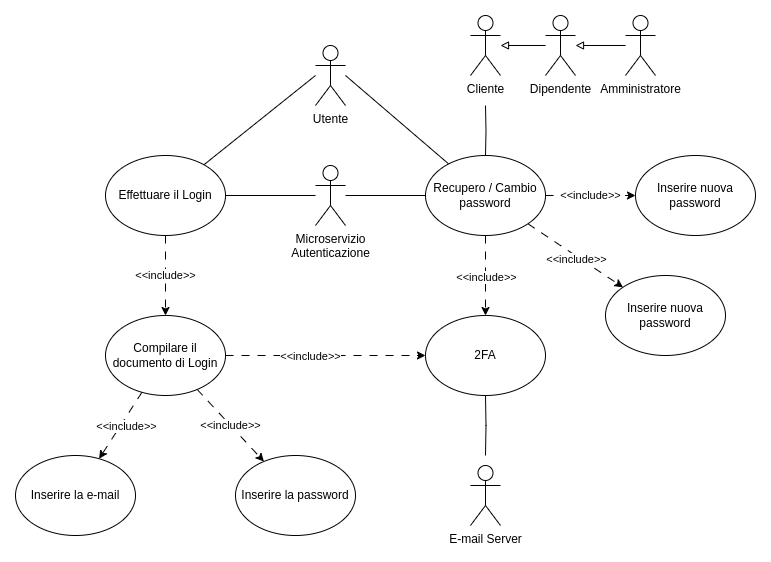 Cliente
Dipendente
Amministratore
Utente
Effettuare il Login
Microservizio
Autenticazione
Recupero / Cambio
password
<<include>>
Inserire nuova
password
<<include>>
<<include>>
<<include>>
Inserire nuova
password
Compilare il
documento di Login
<<include>>
2FA
<<include>>
<<include>>
Inserire la e-mail
Inserire la password
E-mail Server